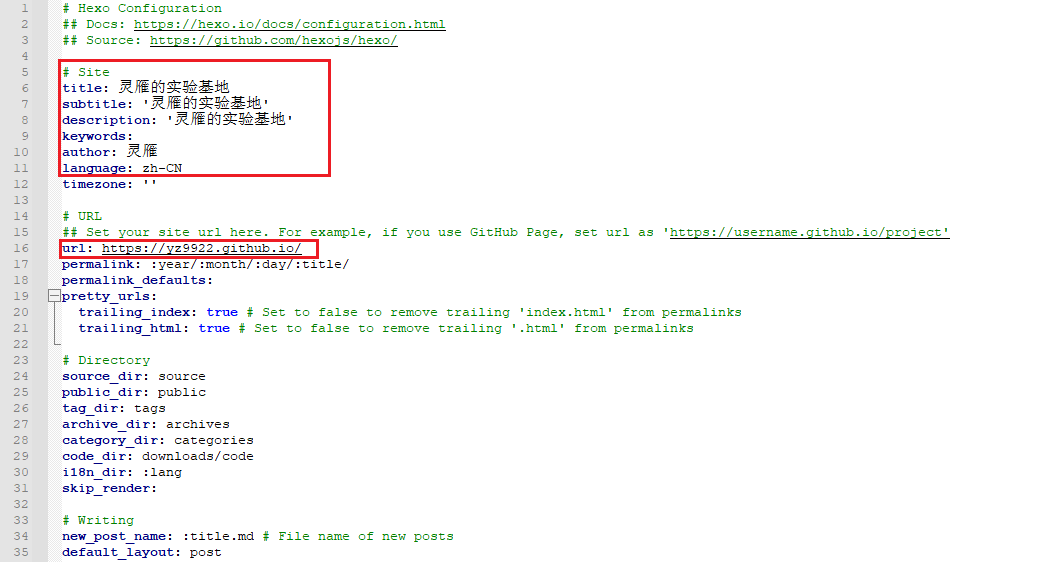 1 # Hexo Configuration
2 ## Docs: https://hexo.io/docs/configuration.html
3 ## Source: https://github.com/hexojs/hexo/
4
5 # Site
6 title: 灵雁的实验基地
7 subtitle: '灵雁的实验基地'
8 description: '灵雁的实验基地'
9 keywords:
10 author: 灵雁
11 language: zh-CN
12 timezone: ''
13
14 # URL
15 ## Set your site url here. For example, if you use GitHub Page, set url as 'https://username.github.io/project'
16 url: https://yz9922.github.io/
17 permalink: :year/:month/:day/:title/
18 permalink_defaults:
19 pretty_urls:
20 trailing_index: true # Set to false to remove trailing 'index.html' from permalinks
21 trailing_html: true # Set to false to remove trailing '.html' from permalinks
22
23 # Directory
24 source_dir: source
25 public_dir: public
26 tag_dir: tags
27 archive_dir: archives
28 category_dir: categories
29 code_dir: downloads/code
30 i18n_dir: :lang
31 skip_render:
32
33 # Writing
34 new_post_name: :title.md # File name of new posts
35 default_layout: post